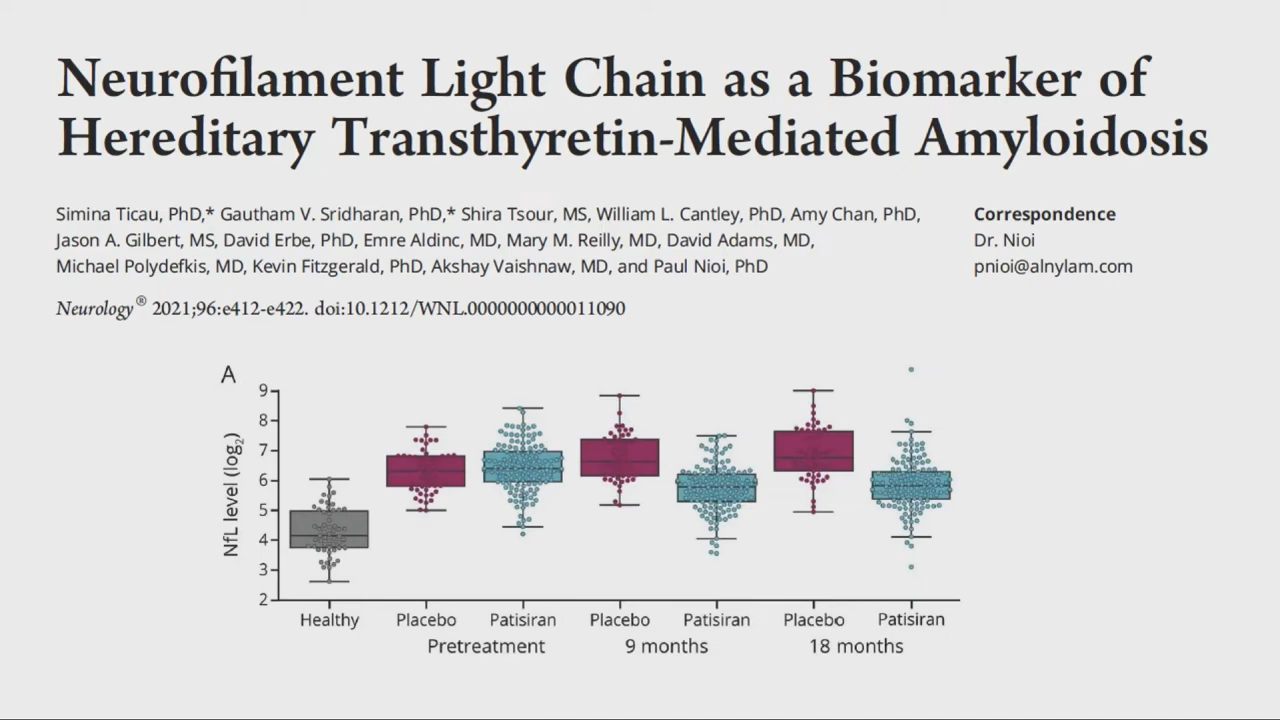 Neurofilament Light Chain as a Biomarker of
Hereditary Transthyretin-Mediated Amyloidosis
Simina Ticau, PhD,* Gautham V. Sridharan, PhD,* Shira Tsour, MS, William L. Cantley, PhD, Amy Chan, PhD,
Jason A. Gilbert, MS, David Erbe, PhD, Emre Aldinc, MD, Mary M. Reilly, MD, David Adams, MD,
Michael Polydefkis, MD, Kevin Fitzgerald, PhD, Akshay Vaishnaw, MD, and Paul Nioi, PhD
Correspondence
Dr. Nioi
pnioi@alnylam.com
Neurology® 2021;96:e412-e422. doi:10.1212/WNL.0000000000011090
A
NfL level (log₂)
9
8
7
6
5
4
3
2
Healthy Placebo Patisiran Placebo Patisiran Placebo Patisiran
Pretreatment 9 months 18 months